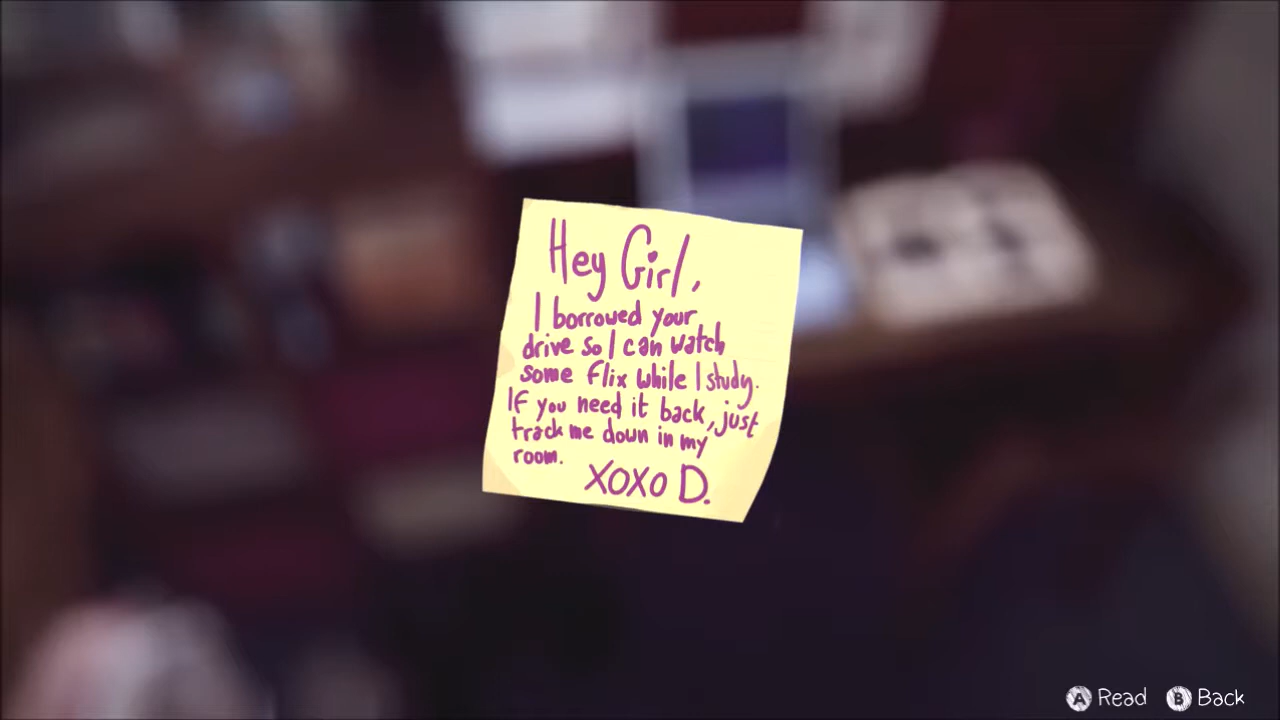 Hey Girl,
I borrowed your
drive so I can watch
some flix while I study.
If you need it back, just
track me down in my
room.
XOXO D.
A Read B Back